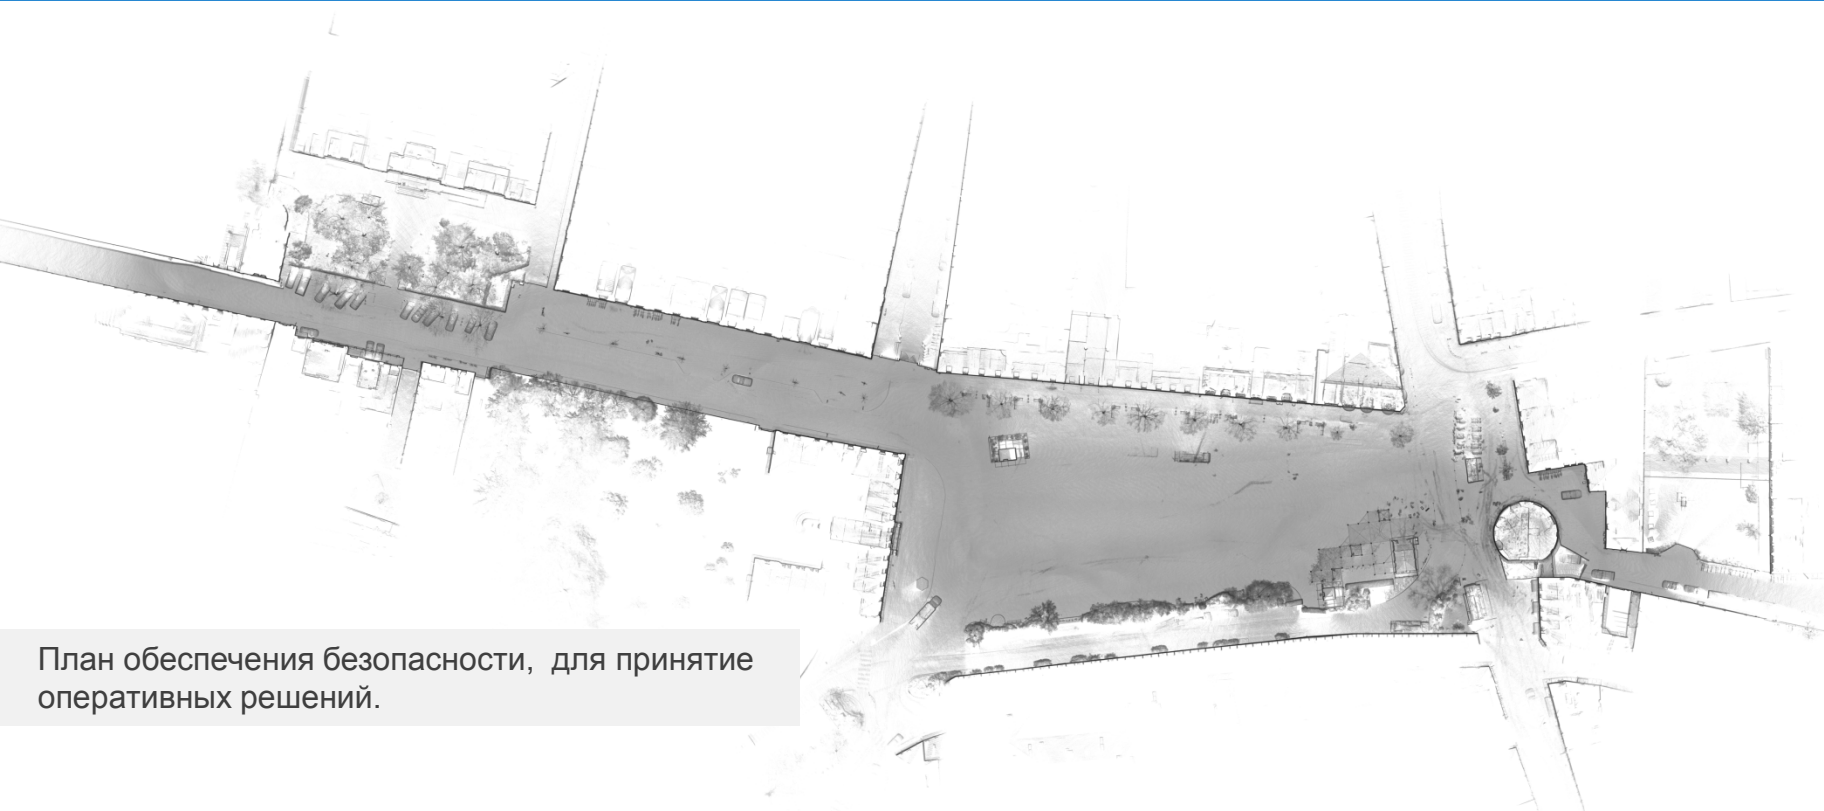 План обеспечения безопасности,  для принятие
оперативных решений.